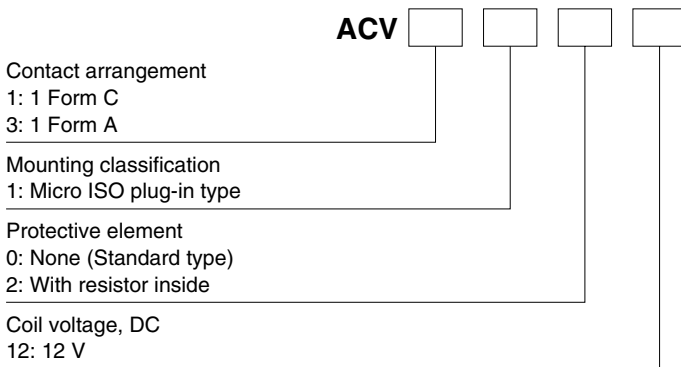 ACV
Contact arrangement
1: 1 Form C
3: 1 Form A
Mounting classification
1: Micro ISO plug-in type
Protective element
0: None (Standard type)
2: With resistor inside
Coil voltage, DC
12: 12 V